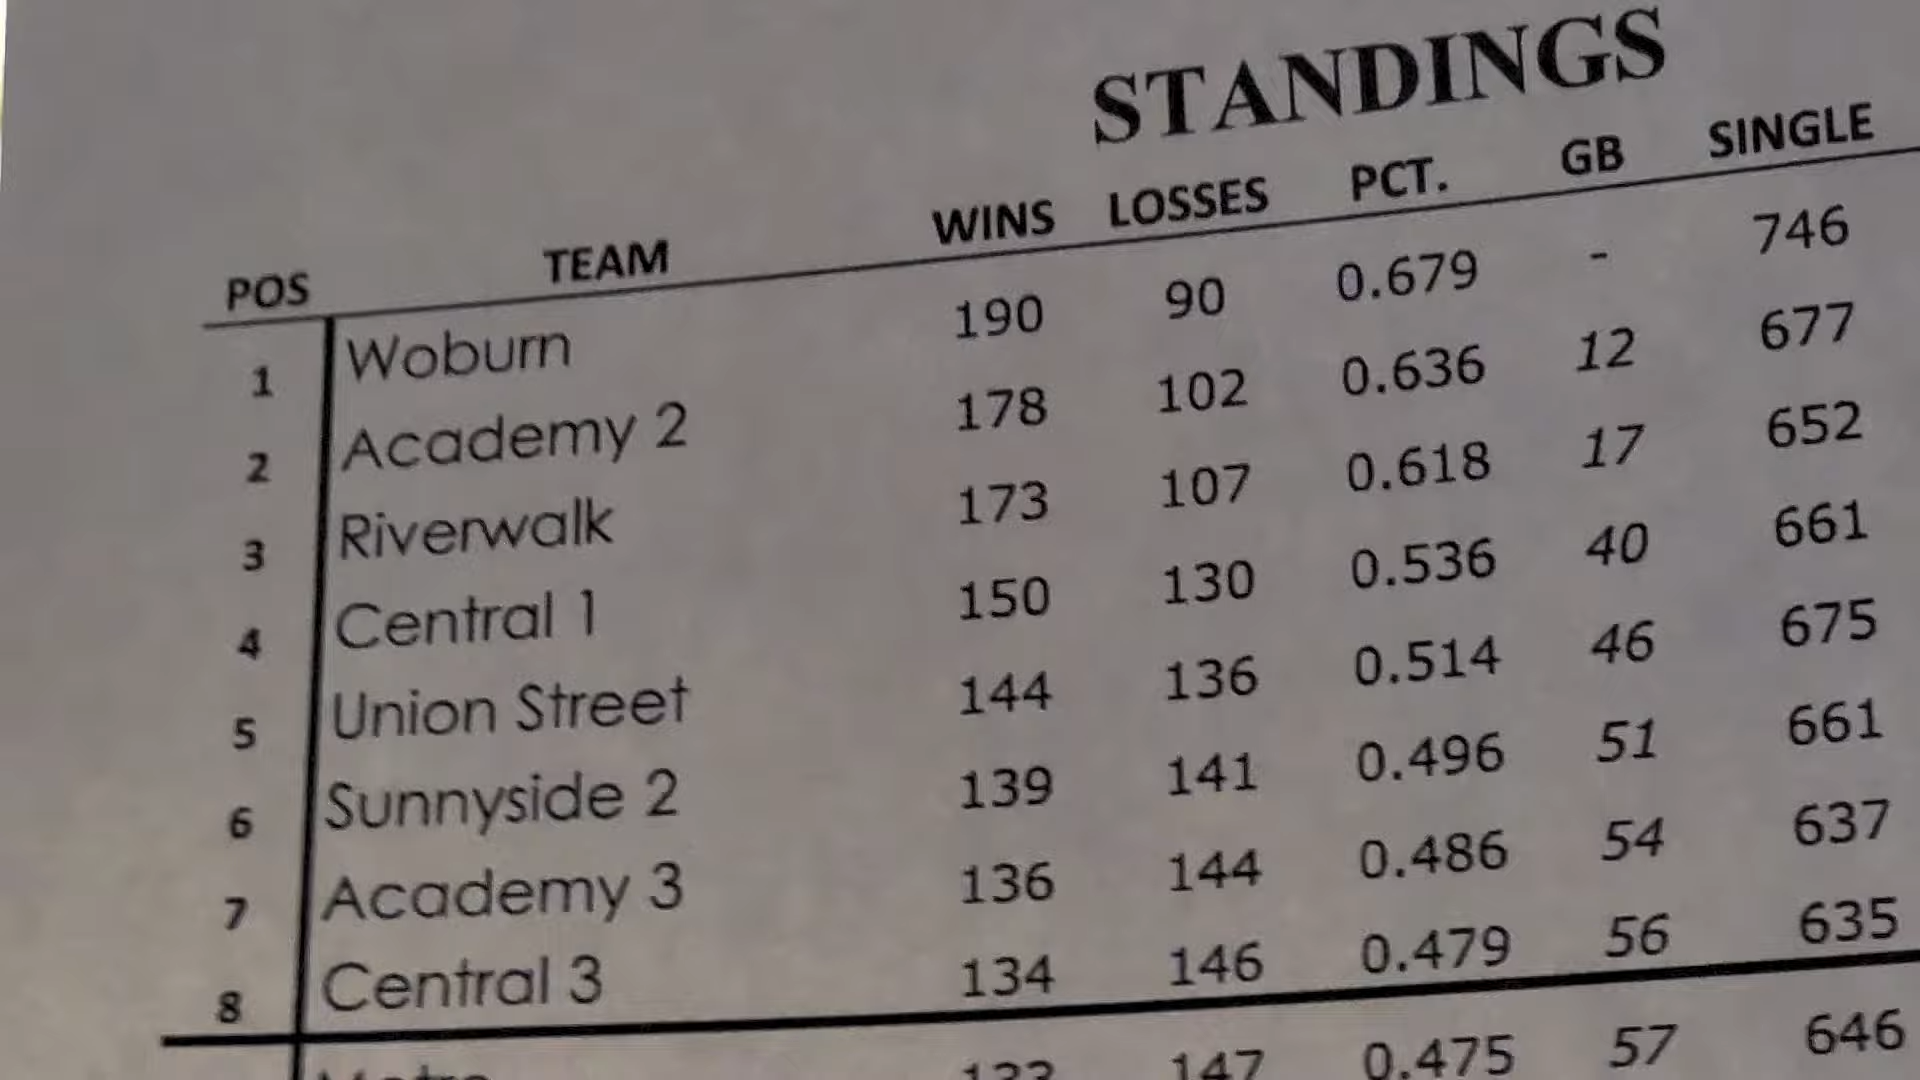 STANDINGS
POS TEAM WINS LOSSES PCT. GB SINGLE
1 Woburn 190 90 0.679 - 746
2 Academy 2 178 102 0.636 12 677
3 Riverwalk 173 107 0.618 17 652
4 Central 1 150 130 0.536 40 661
5 Union Street 144 136 0.514 46 675
6 Sunnyside 2 139 141 0.496 51 661
7 Academy 3 136 144 0.486 54 637
8 Central 3 134 146 0.479 56 635
133 147 0.475 57 646